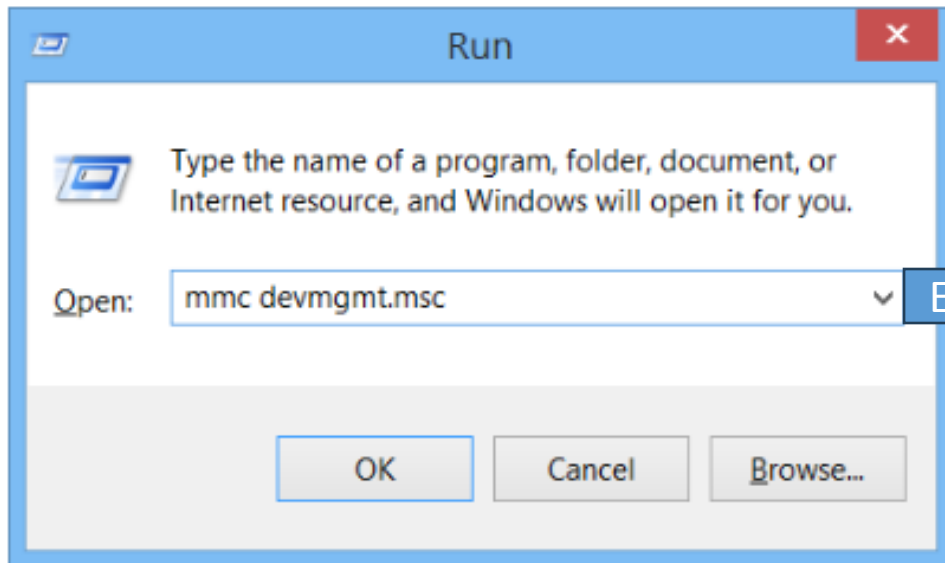 Run
Type the name of a program, folder, document, or
Internet resource, and Windows will open it for you.
Open: mmc devmgmt.msc
OK Cancel Browse...